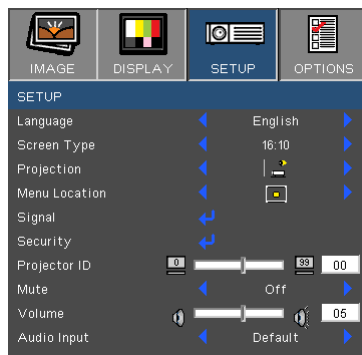 IMAGE DISPLAY SETUP OPTIONS
SETUP
Language English
Screen Type 16:10
Projection
Menu Location
Signal
Security
Projector ID 0 99 00
Mute Off
Volume 05
Audio Input Default